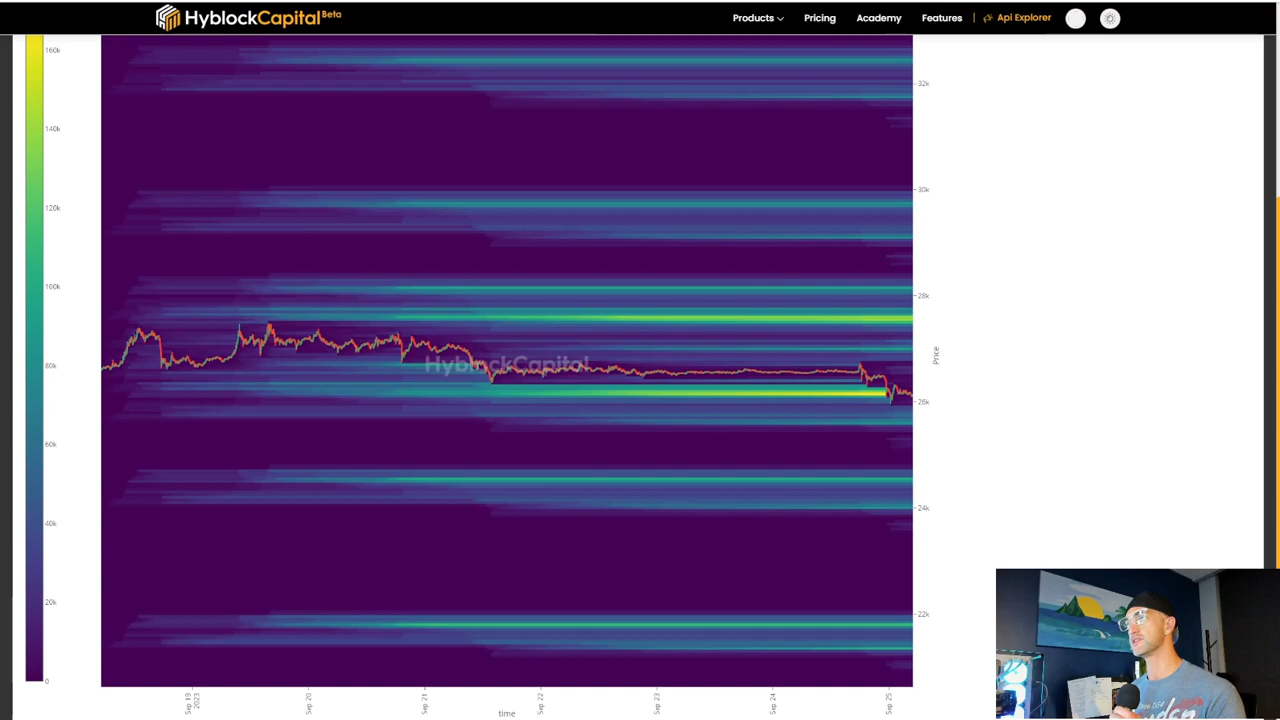 HyblockCapital Beta
Products
Pricing
Academy
Features
Api Explorer
160k
140k
120k
100k
80k
60k
40k
20k
0
HyblockCapital
32k
30k
28k
26k
24k
22k
Price
Sep 19
2023
Sep 20
Sep 21
Sep 22
Sep 23
Sep 24
Sep 25
time